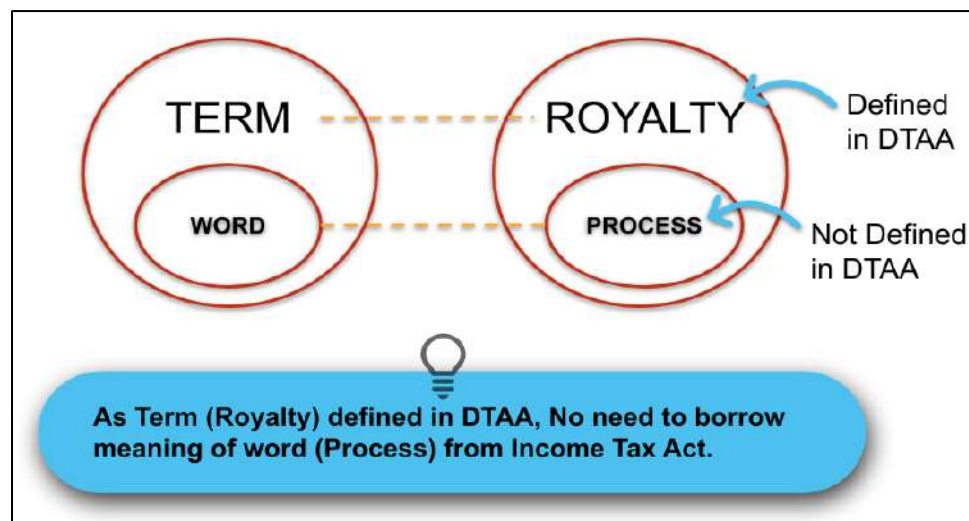 TERM
ROYALTY
Defined
in DTAA
WORD
PROCESS
Not Defined
in DTAA
As Term (Royalty) defined in DTAA, No need to borrow
meaning of word (Process) from Income Tax Act.